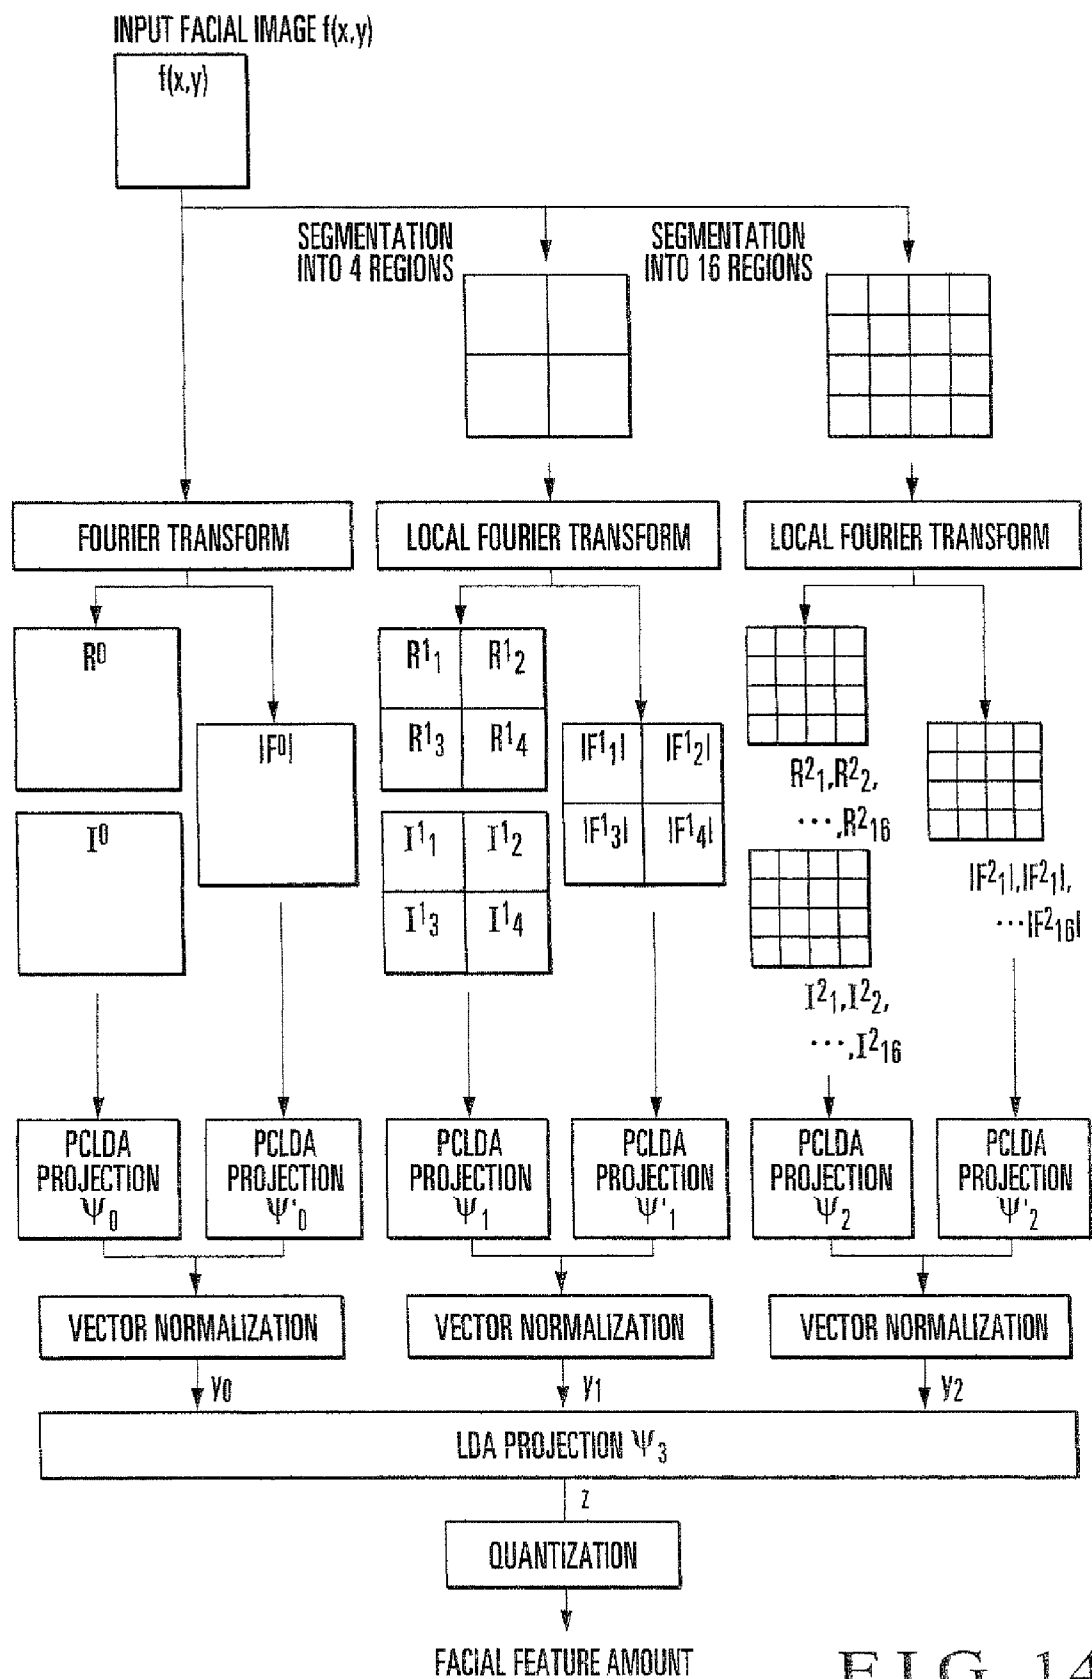 INPUT FACIAL IMAGE f(x,y)
f(x,y)
SEGMENTATION
INTO 4 REGIONS
SEGMENTATION
INTO 16 REGIONS
FOURIER TRANSFORM
LOCAL FOURIER TRANSFORM
LOCAL FOURIER TRANSFORM
R⁰
|F⁰|
I⁰
R¹₁ R¹₂
R¹₃ R¹₄
|F¹₁| |F¹₂|
|F¹₃| |F¹₄|
I¹₁ I¹₂
I¹₃ I¹₄
R²₁,R²₂,
…,R²₁₆
|F²₁|,|F²₁|,
…|F²₁₆|
I²₁,I²₂,
…,I²₁₆
PCLDA
PROJECTION
Ψ₀
PCLDA
PROJECTION
Ψ'₀
PCLDA
PROJECTION
Ψ₁
PCLDA
PROJECTION
Ψ'₁
PCLDA
PROJECTION
Ψ₂
PCLDA
PROJECTION
Ψ'₂
VECTOR NORMALIZATION
VECTOR NORMALIZATION
VECTOR NORMALIZATION
y₀
y₁
y₂
LDA PROJECTION Ψ₃
z
QUANTIZATION
FACIAL FEATURE AMOUNT
FIG. 14